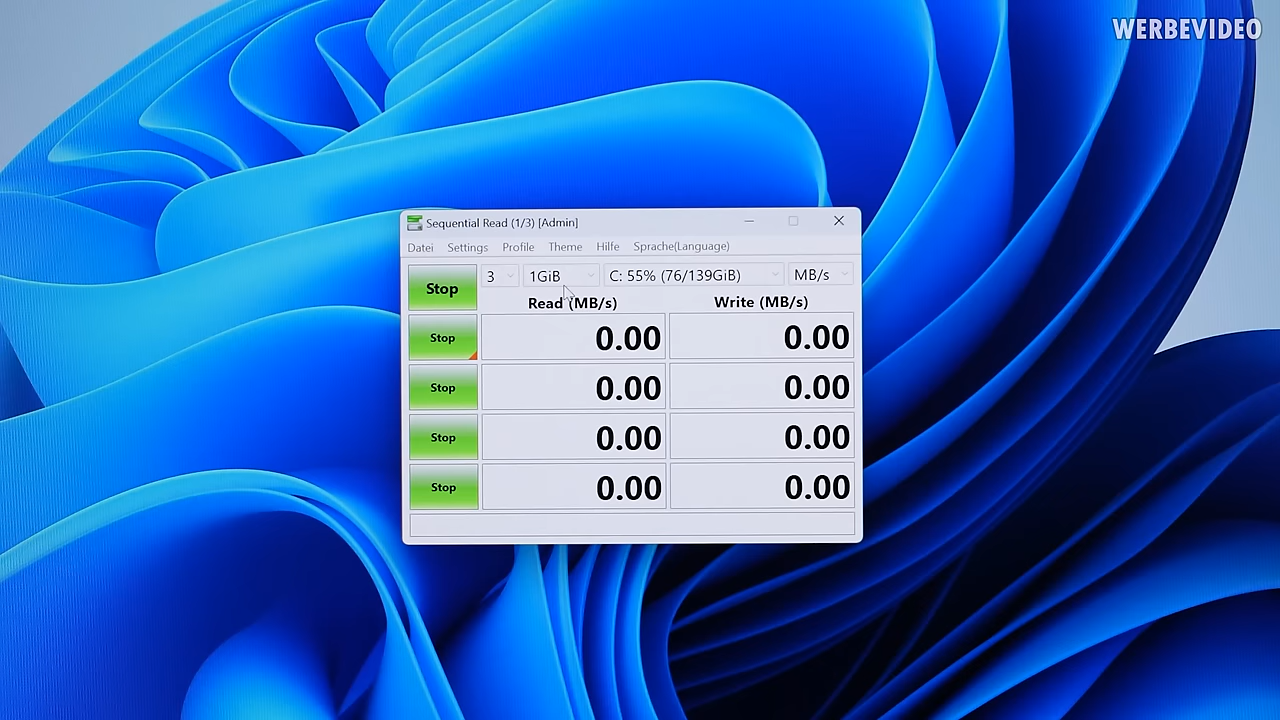 WERBEVIDEO
Sequential Read (1/3) [Admin]
Datei Settings Profile Theme Hilfe Sprache(Language)
Stop 3 1GiB C: 55% (76/139GiB) MB/s
Read (MB/s) Write (MB/s)
Stop 0.00 0.00
Stop 0.00 0.00
Stop 0.00 0.00
Stop 0.00 0.00